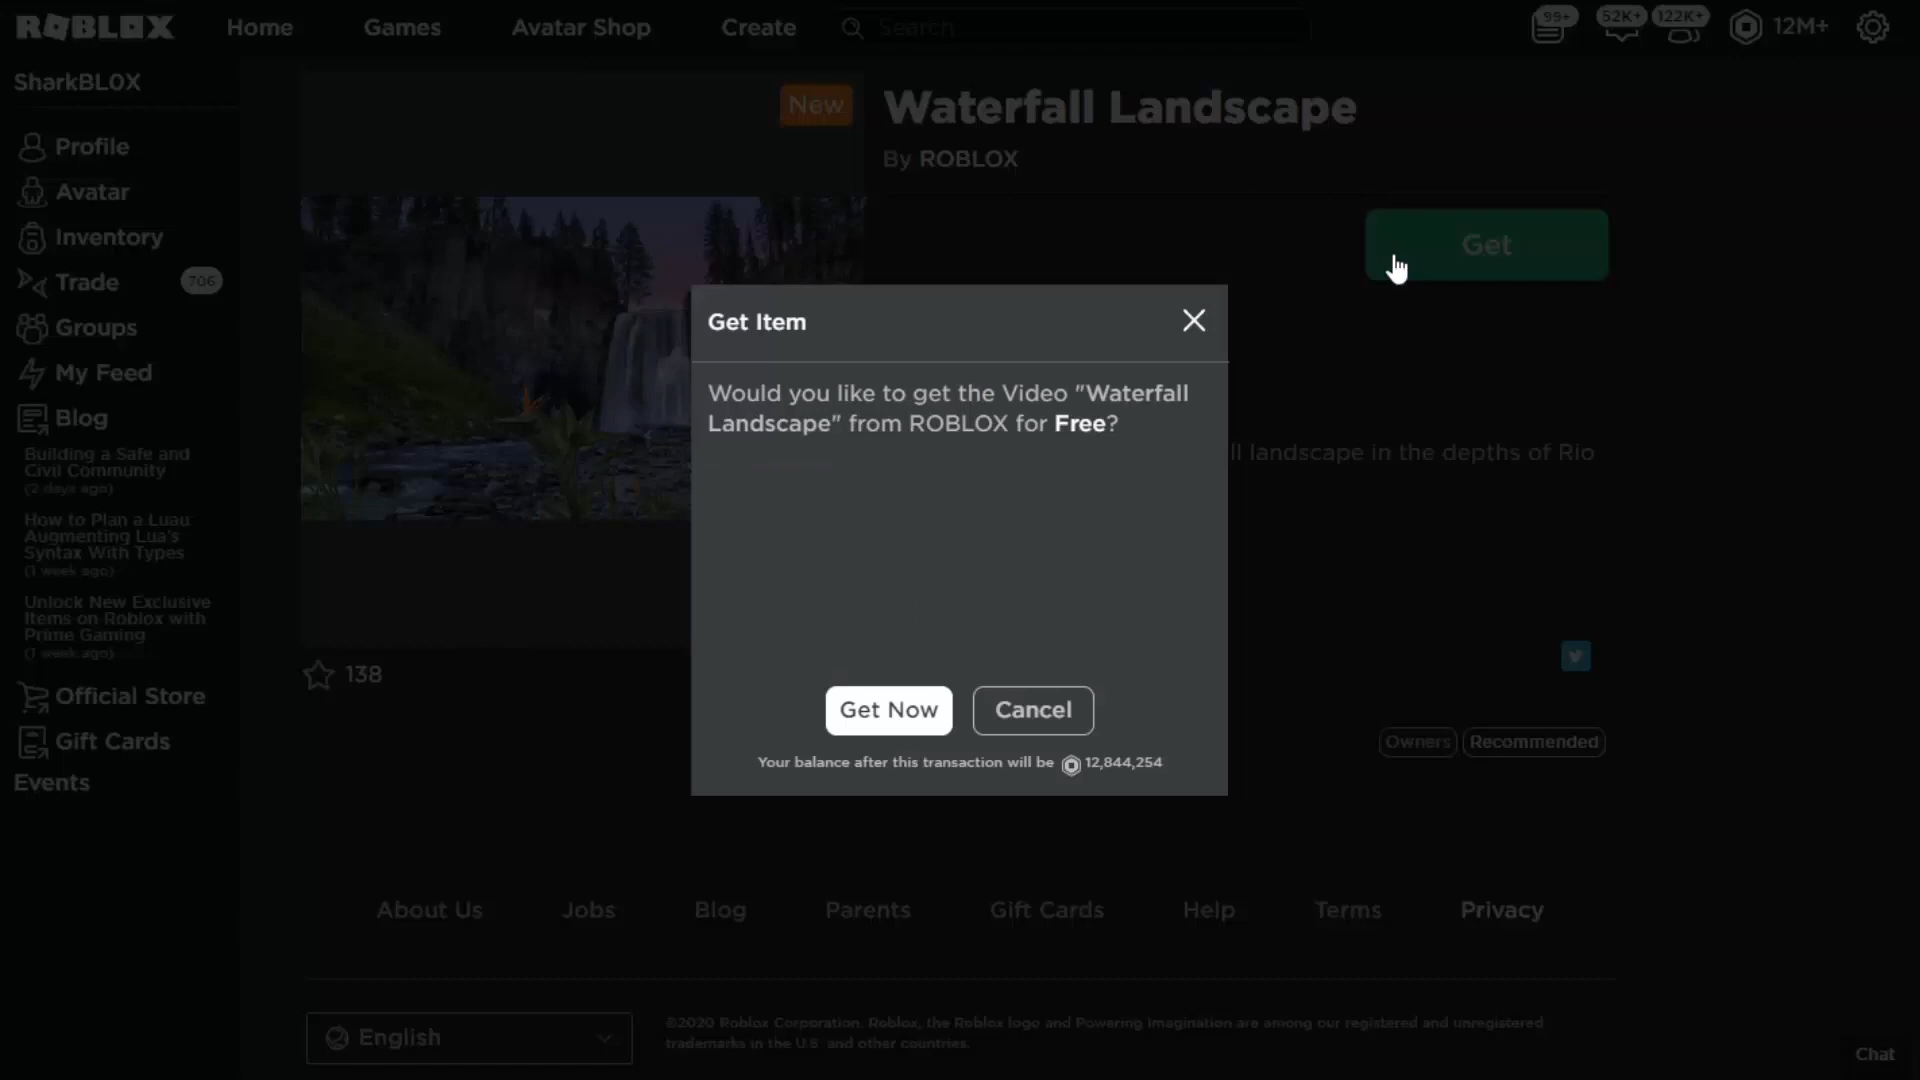 ROBLOX
Home
Games
Avatar Shop
Create
Search
99+
52K+
122K+
12M+
SharkBL0X
Profile
Avatar
Inventory
Trade
706
Groups
My Feed
Blog
Building a Safe and
Civil Community
(2 days ago)
How to Plan a Luau:
Augmenting Lua's
Syntax With Types
(1 week ago)
Unlock New Exclusive
Items on Roblox with
Prime Gaming
(1 week ago)
Official Store
Gift Cards
Events
New
138
Waterfall Landscape
By ROBLOX
Get
ll landscape in the depths of Rio
Get Item
Would you like to get the Video "Waterfall
Landscape" from ROBLOX for Free?
Get Now
Cancel
Your balance after this transaction will be 12,844,254
Owners
Recommended
About Us
Jobs
Blog
Parents
Gift Cards
Help
Terms
Privacy
English
©2020 Roblox Corporation. Roblox, the Roblox logo and Powering Imagination are among our registered and unregistered
trademarks in the U.S. and other countries.
Chat